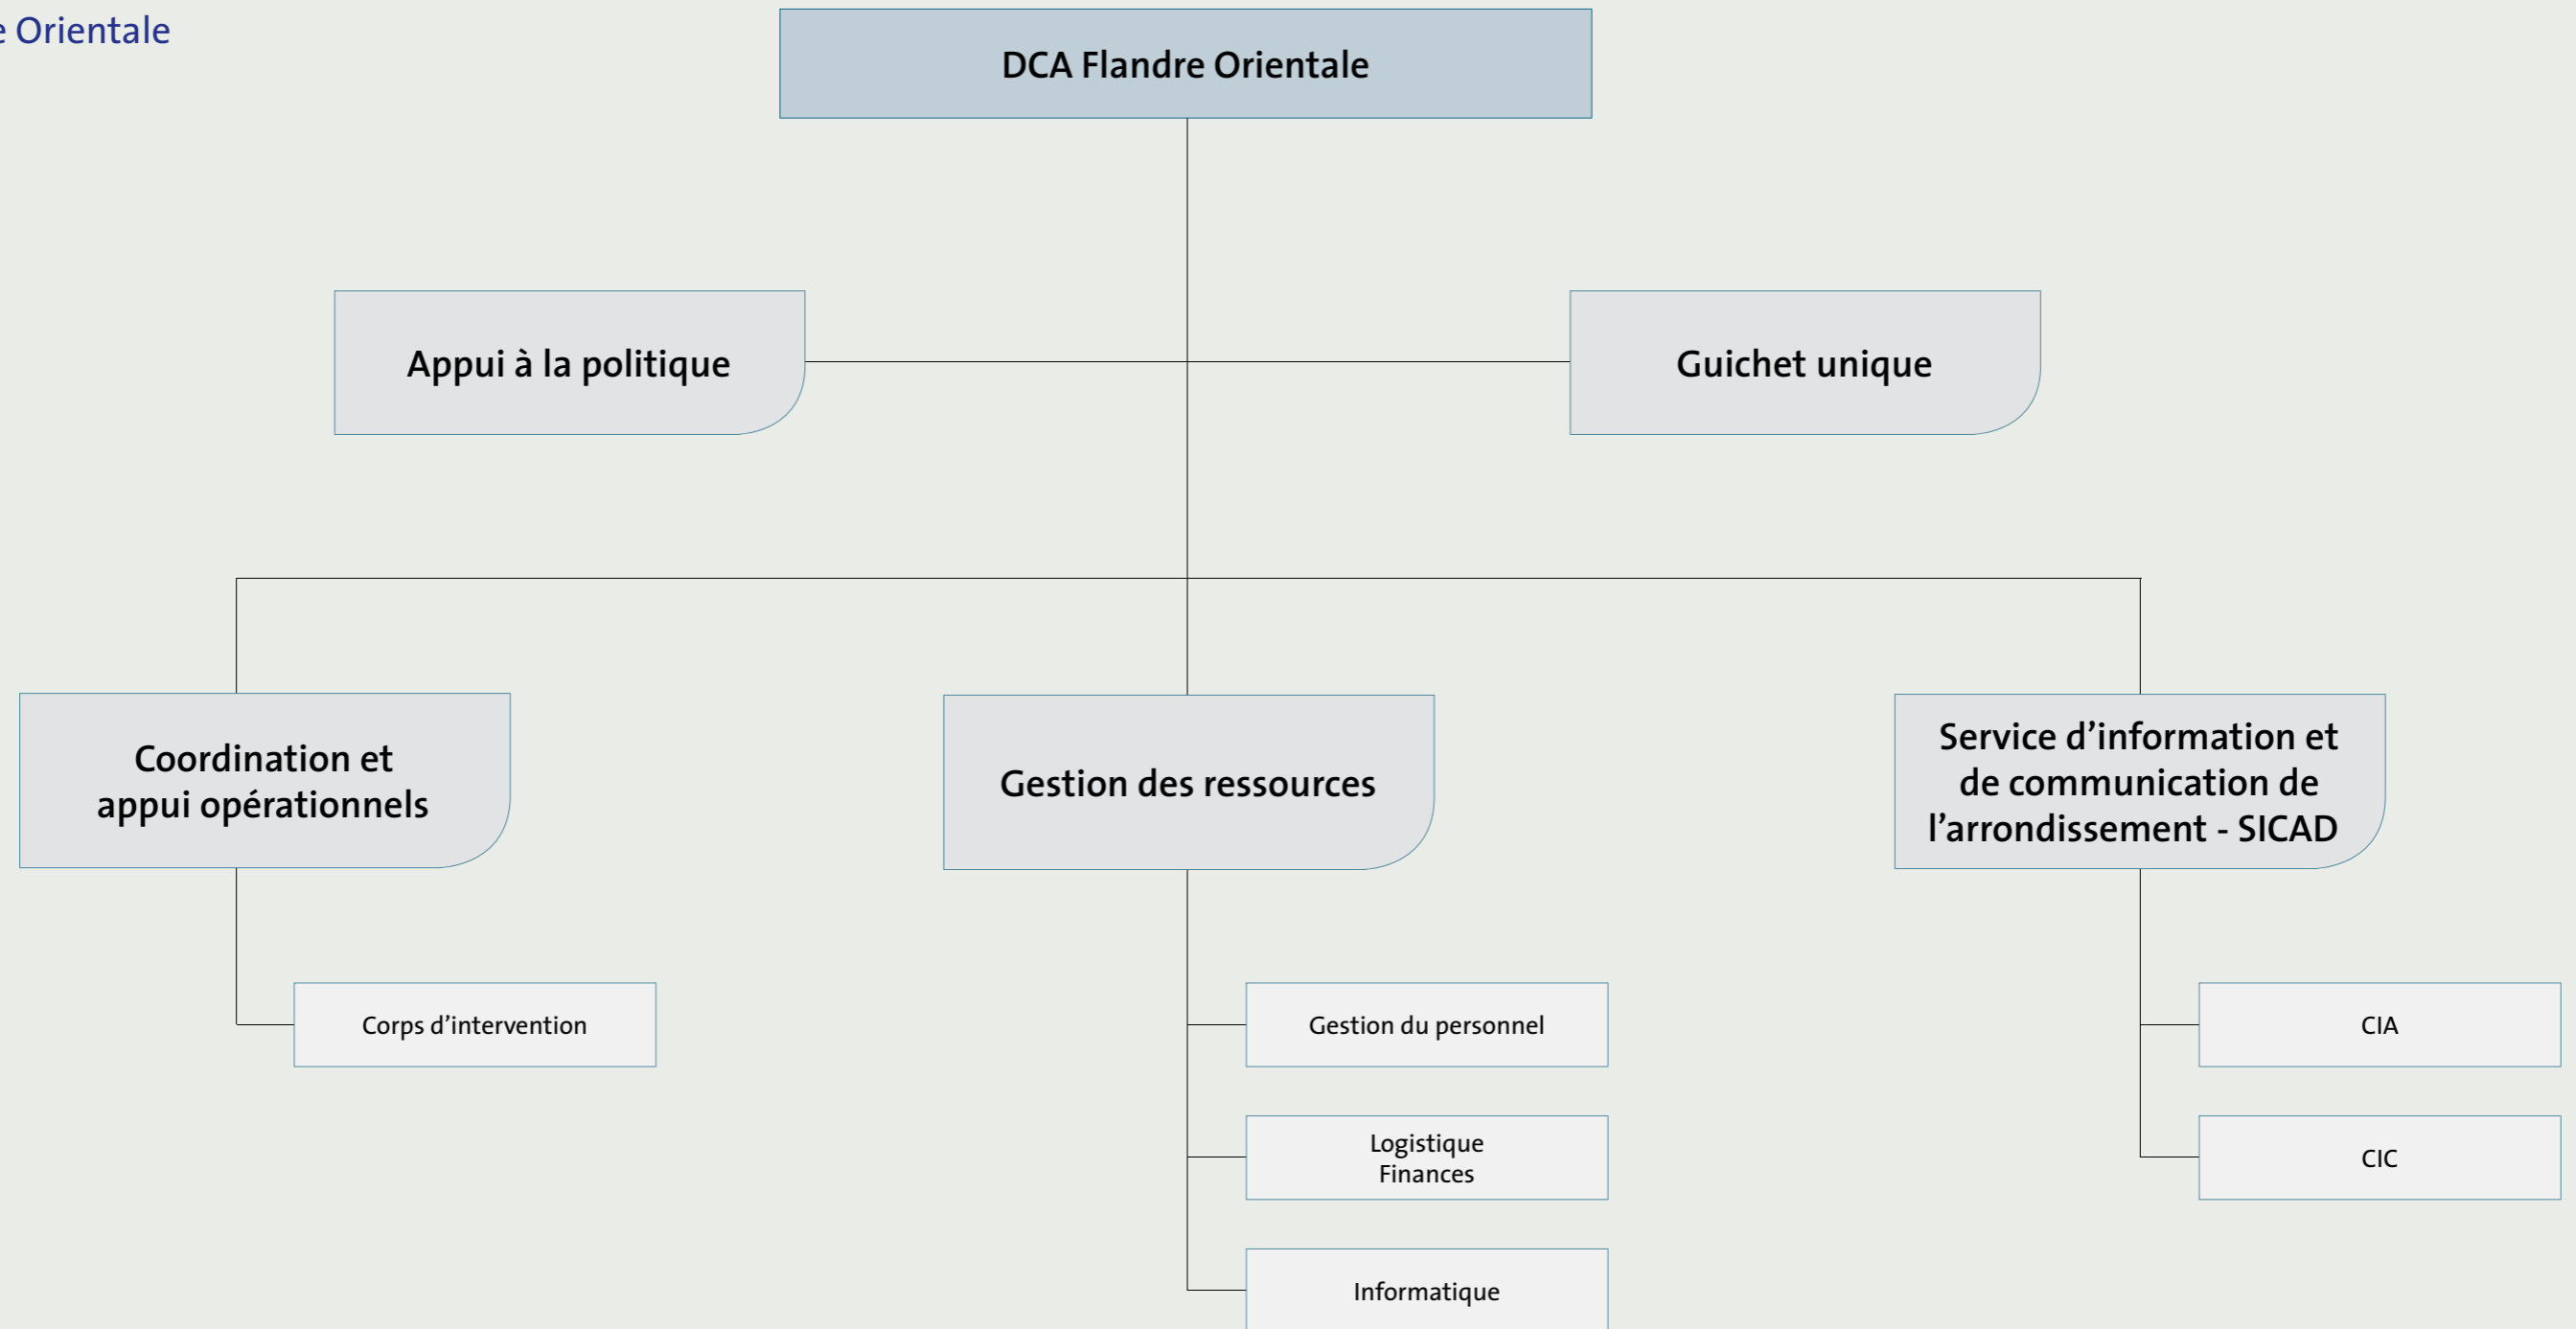 e Orientale
DCA Flandre Orientale
Appui à la politique
Guichet unique
Coordination et
appui opérationnels
Gestion des ressources
Service d’information et
de communication de
l’arrondissement - SICAD
Corps d’intervention
Gestion du personnel
CIA
Logistique
Finances
CIC
Informatique